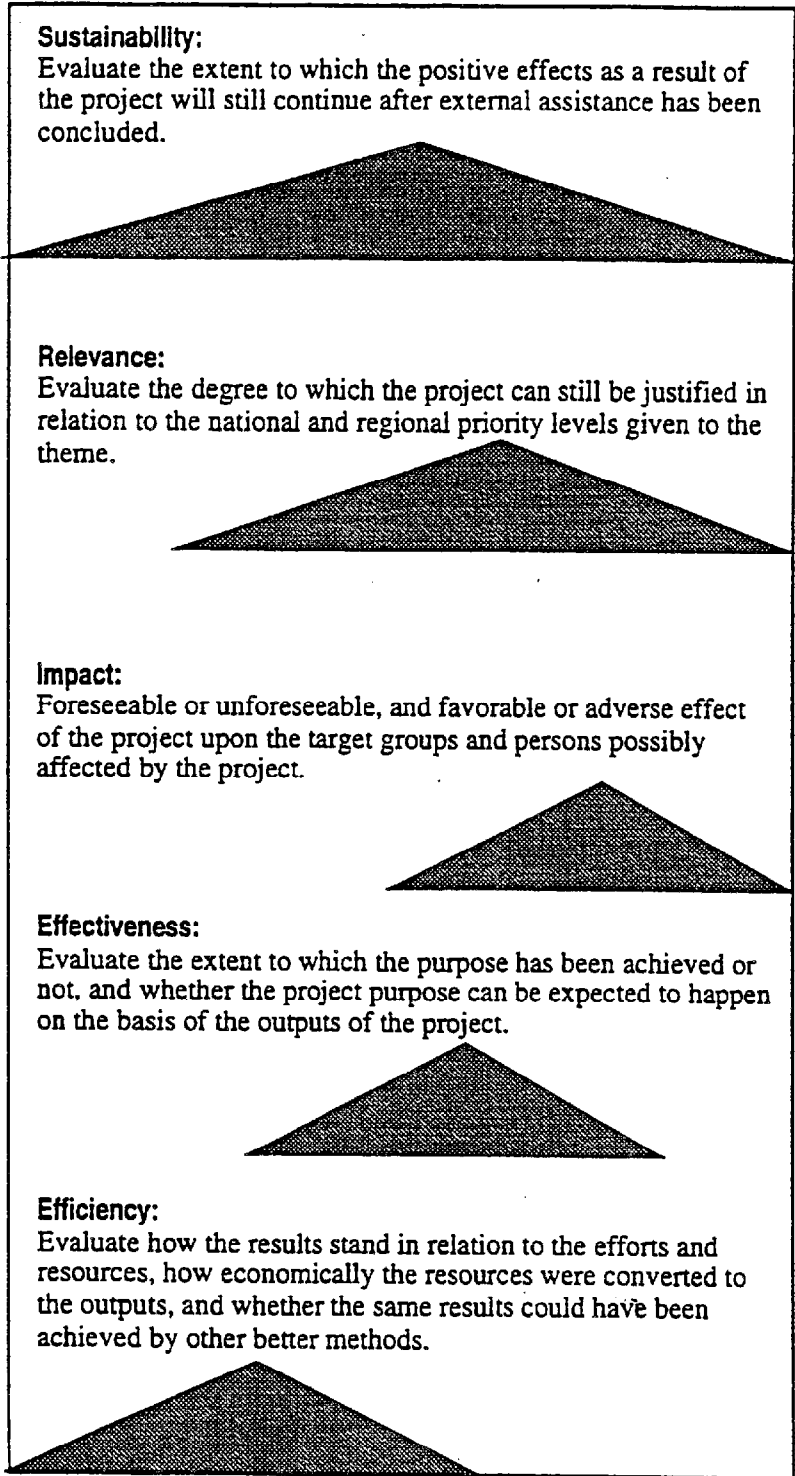 Sustainability:
Evaluate the extent to which the positive effects as a result of
the project will still continue after external assistance has been
concluded.
Relevance:
Evaluate the degree to which the project can still be justified in
relation to the national and regional priority levels given to the
theme.
Impact:
Foreseeable or unforeseeable, and favorable or adverse effect
of the project upon the target groups and persons possibly
affected by the project.
Effectiveness:
Evaluate the extent to which the purpose has been achieved or
not. and whether the project purpose can be expected to happen
on the basis of the outputs of the project.
Efficiency:
Evaluate how the results stand in relation to the efforts and
resources, how economically the resources were converted to
the outputs, and whether the same results could have been
achieved by other better methods.